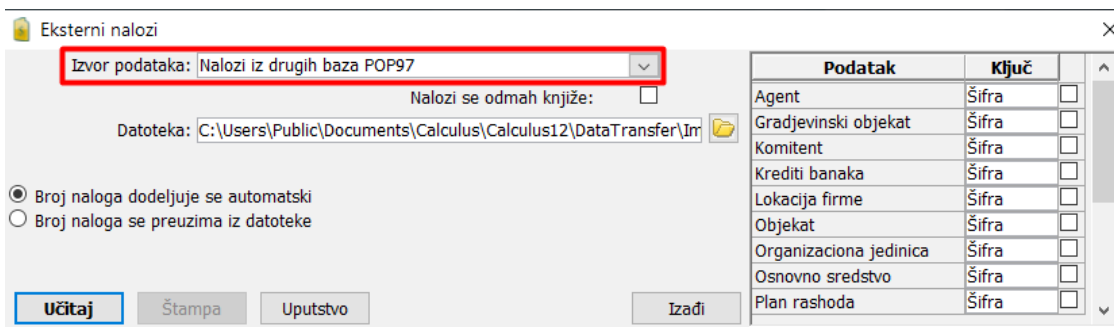 Eksterni nalozi
Izvor podataka: Nalozi iz drugih baza POP97
Nalozi se odmah knjiže:
Datoteka: C:\Users\Public\Documents\Calculus\Calculus12\DataTransfer\Im
Broj naloga dodeljuje se automatski
Broj naloga se preuzima iz datoteke
Učitaj Štampa Uputstvo Izađi
Podatak Ključ
Agent Šifra
Gradjevinski objekat Šifra
Komitent Šifra
Krediti banaka Šifra
Lokacija firme Šifra
Objekat Šifra
Organizaciona jedinica Šifra
Osnovno sredstvo Šifra
Plan rashoda Šifra